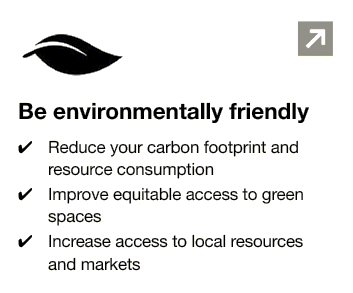 Be environmentally friendly
✔ Reduce your carbon footprint and
resource consumption
✔ Improve equitable access to green
spaces
✔ Increase access to local resources
and markets